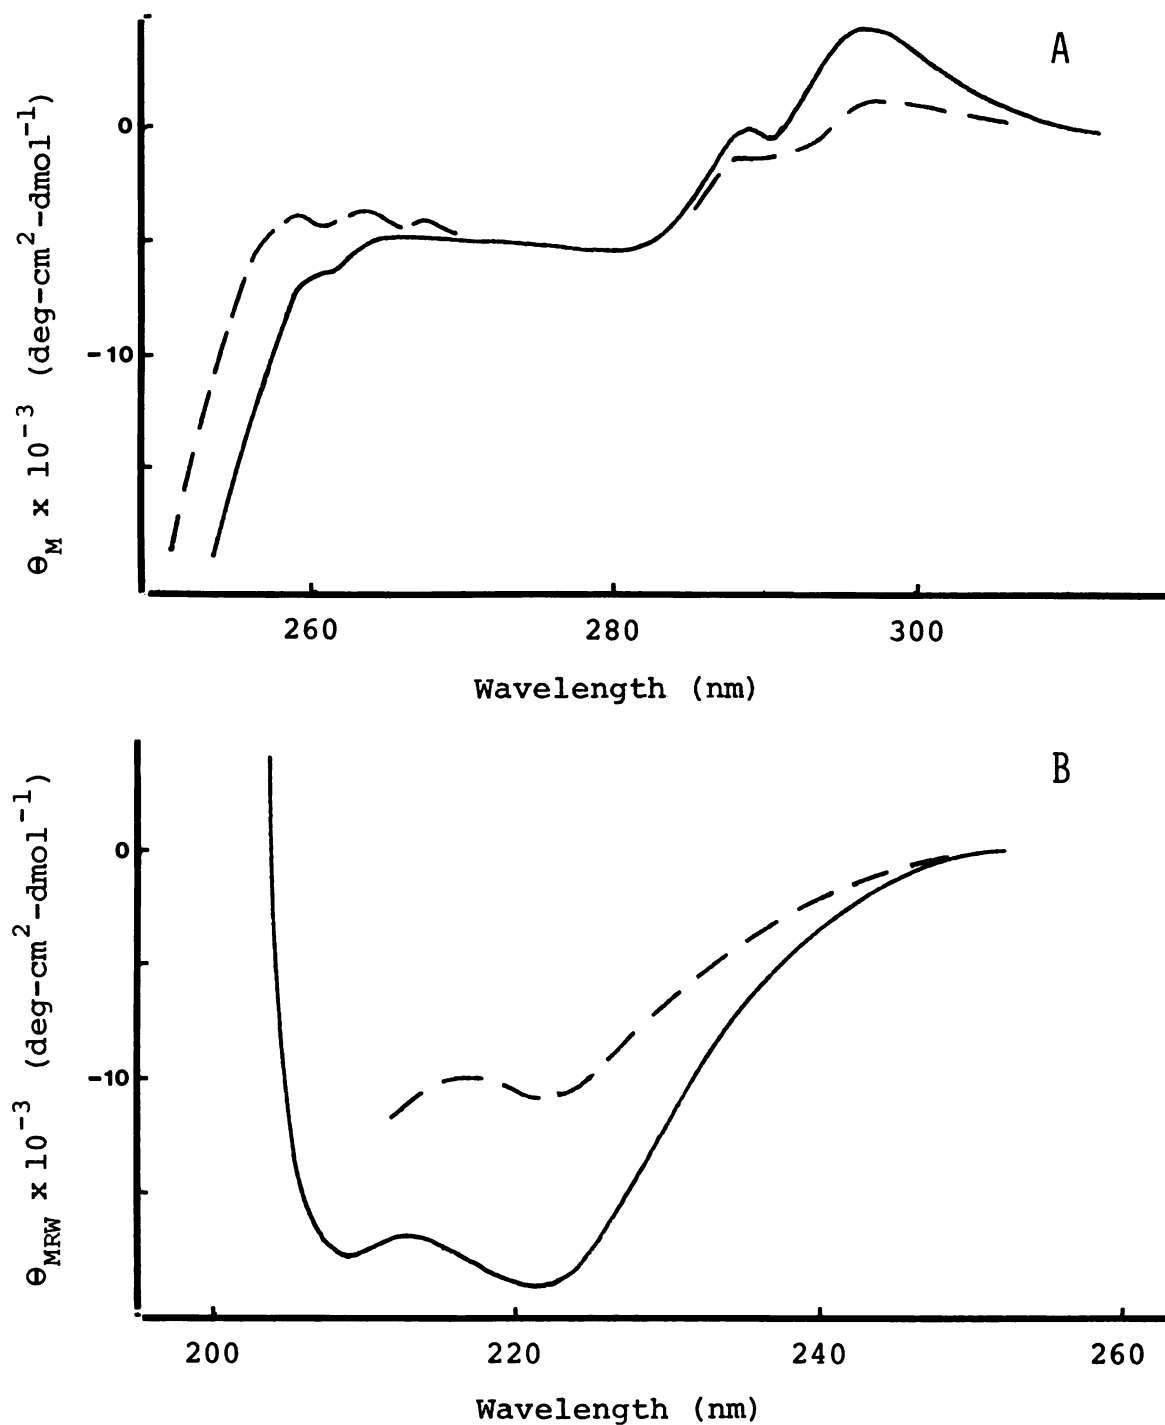 A
0
-10
θM x 10⁻³ (deg-cm²-dmol⁻¹)
260 280 300
Wavelength (nm)
B
0
-10
θMRW x 10⁻³ (deg-cm²-dmol⁻¹)
200 220 240 260
Wavelength (nm)